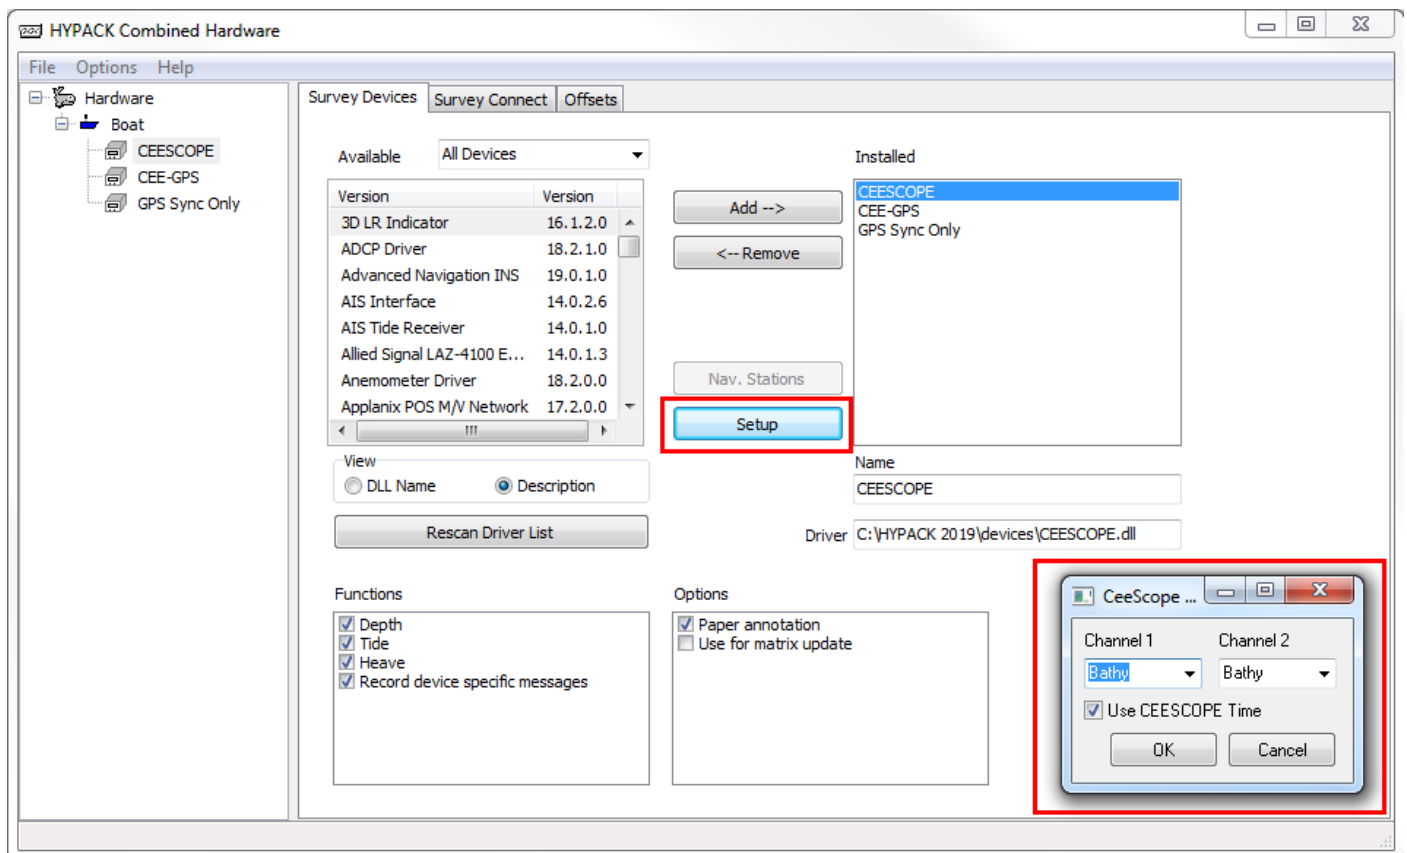 HYPACK Combined Hardware
File Options Help
Hardware
Boat
CEESCOPE
CEE-GPS
GPS Sync Only
Survey Devices Survey Connect Offsets
Available All Devices
Version Version
3D LR Indicator 16.1.2.0
ADCP Driver 18.2.1.0
Advanced Navigation INS 19.0.1.0
AIS Interface 14.0.2.6
AIS Tide Receiver 14.0.1.0
Allied Signal LAZ-4100 E... 14.0.1.3
Anemometer Driver 18.2.0.0
Applanix POS M/V Network 17.2.0.0
View
DLL Name Description
Rescan Driver List
Add -->
<-- Remove
Nav. Stations
Setup
Installed
CEESCOPE
CEE-GPS
GPS Sync Only
Name
CEESCOPE
Driver C:\HYPACK 2019\devices\CEESCOPE.dll
Functions
Depth
Tide
Heave
Record device specific messages
Options
Paper annotation
Use for matrix update
CeeScope ...
Channel 1 Channel 2
Bathy Bathy
Use CEESCOPE Time
OK Cancel